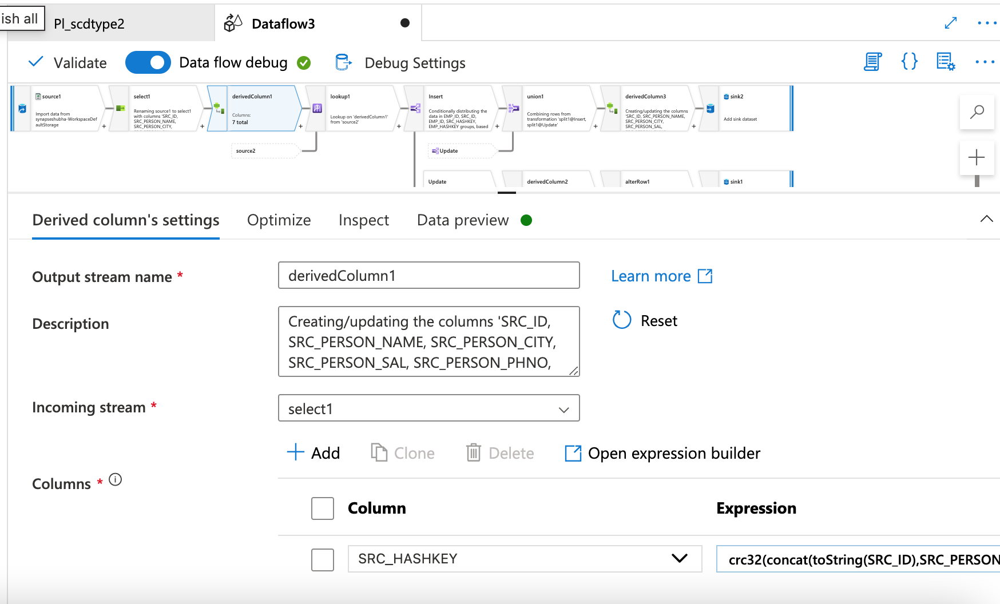 ish all
Pl_scdtype2
Dataflow3
Validate
Data flow debug
Debug Settings
source1
Import data from
synapseshubha-WorkspaceDef
aultStorage
+
select1
Renaming source1 to select1
with columns 'SRC_ID,
SRC_PERSON_NAME,
SRC_PERSON_CITY,
+
derivedColumn1
Columns:
7 total
+
lookup1
Lookup on 'derivedColumn1'
from 'source2'
+
Insert
Conditionally distributing the
data in EMP_ID, SRC_ID,
EMP_ID, SRC_HASHKEY,
EMP_HASHKEY groups, based
+
union1
Combining rows from
transformation 'split1@Insert,
split1@Update'
+
derivedColumn3
Creating/updating the columns
'SRC_ID, SRC_PERSON_NAME,
SRC_PERSON_CITY,
SRC_PERSON_SAL,
+
sink2
Add sink dataset
source2
Update
Update
derivedColumn2
alterRow1
sink1
Derived column's settings
Optimize
Inspect
Data preview
Output stream name *
derivedColumn1
Learn more
Description
Creating/updating the columns 'SRC_ID,
SRC_PERSON_NAME, SRC_PERSON_CITY,
SRC_PERSON_SAL, SRC_PERSON_PHNO,
Reset
Incoming stream *
select1
Add
Clone
Delete
Open expression builder
Columns *
Column
Expression
SRC_HASHKEY
crc32(concat(toString(SRC_ID),SRC_PERSON